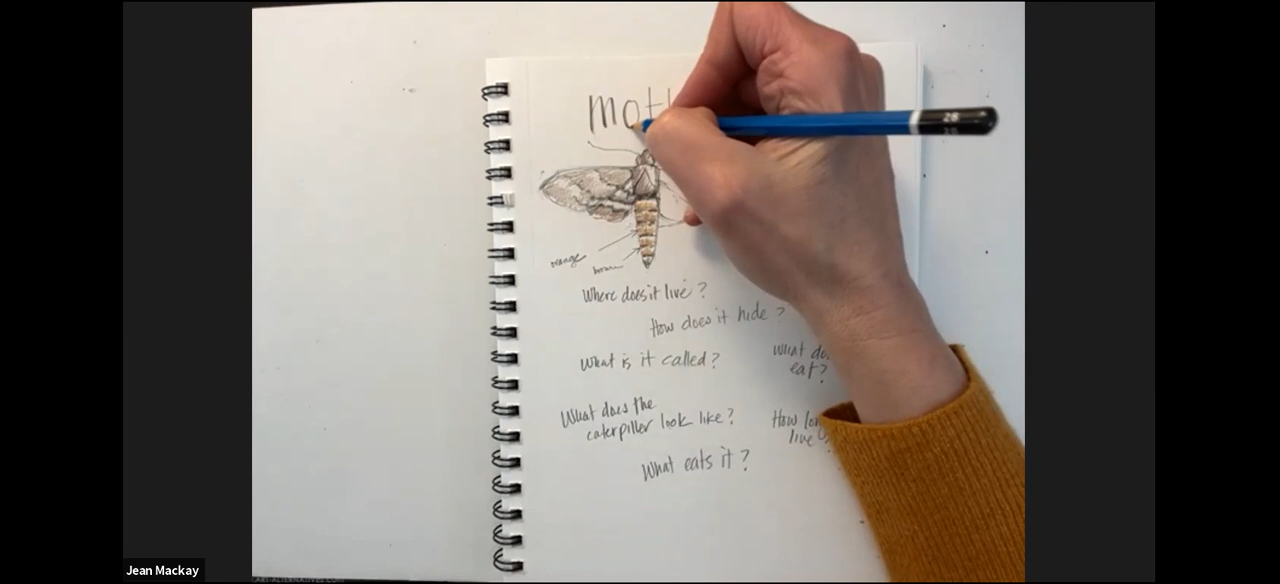 moth
orange
brown
Where does it live?
How does it hide?
What is it called?
What do
eat?
What does the
caterpiller look like?
How lon
live
What eats it?
2B
Jean Mackay